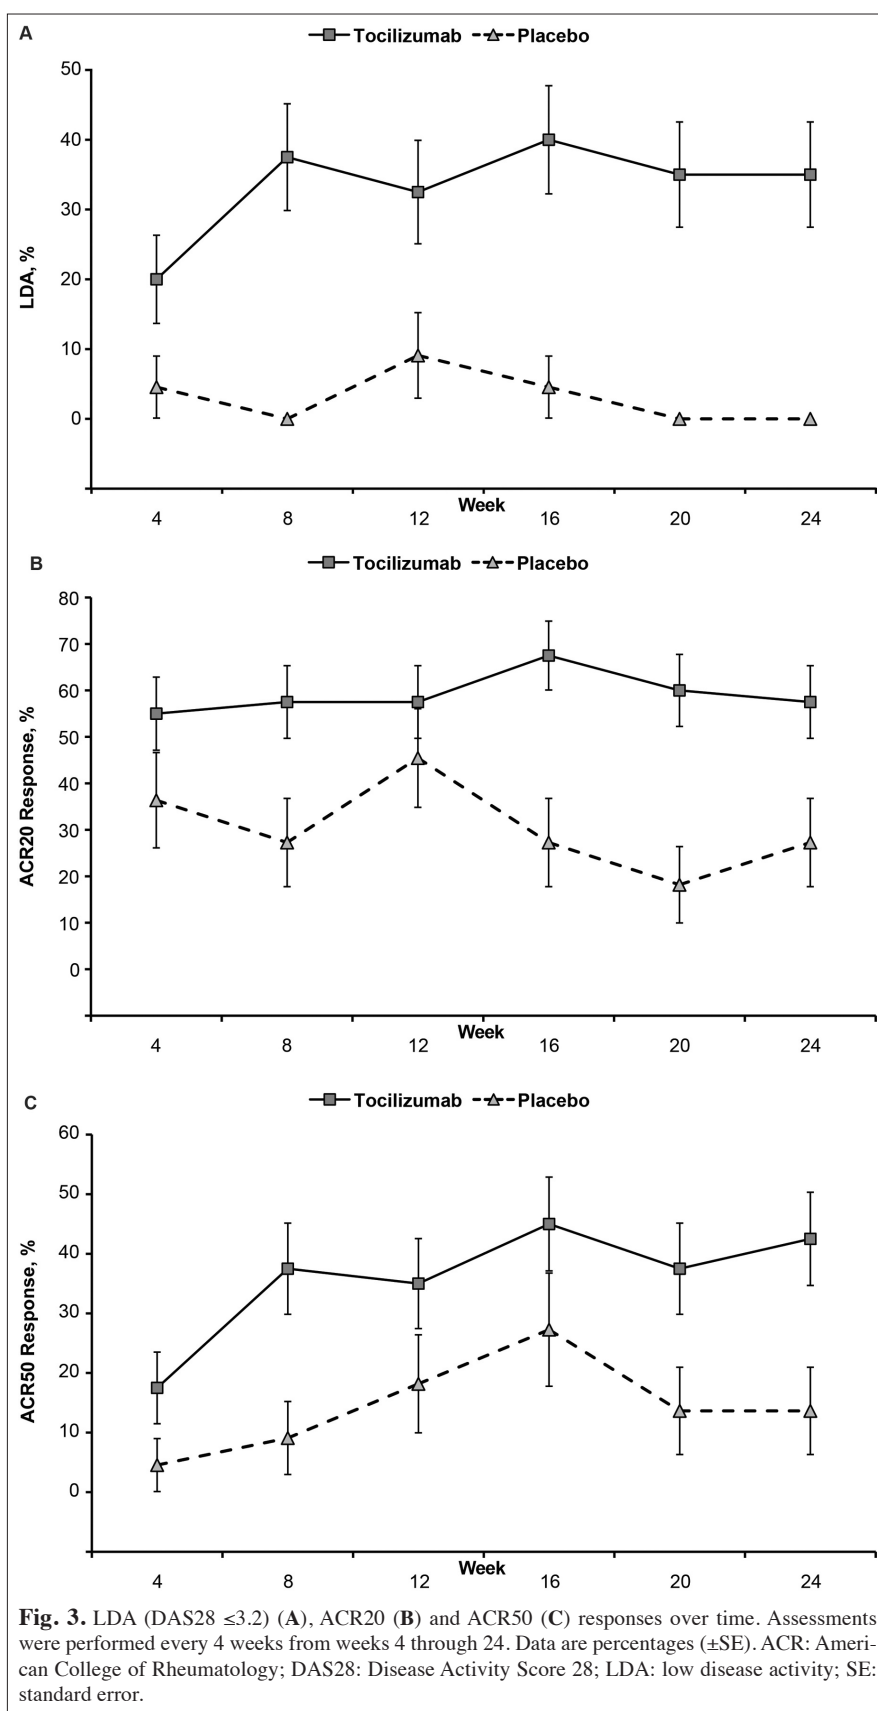 A
Tocilizumab Placebo
50
40
30
20
10
0
LDA, %
Week
4 8 12 16 20 24
B
Tocilizumab Placebo
80
70
60
50
40
30
20
10
0
ACR20 Response, %
Week
4 8 12 16 20 24
C
Tocilizumab Placebo
60
50
40
30
20
10
0
ACR50 Response, %
Week
4 8 12 16 20 24
Fig. 3. LDA (DAS28 ≤3.2) (A), ACR20 (B) and ACR50 (C) responses over time. Assessments
were performed every 4 weeks from weeks 4 through 24. Data are percentages (±SE). ACR: Ameri-
can College of Rheumatology; DAS28: Disease Activity Score 28; LDA: low disease activity; SE:
standard error.